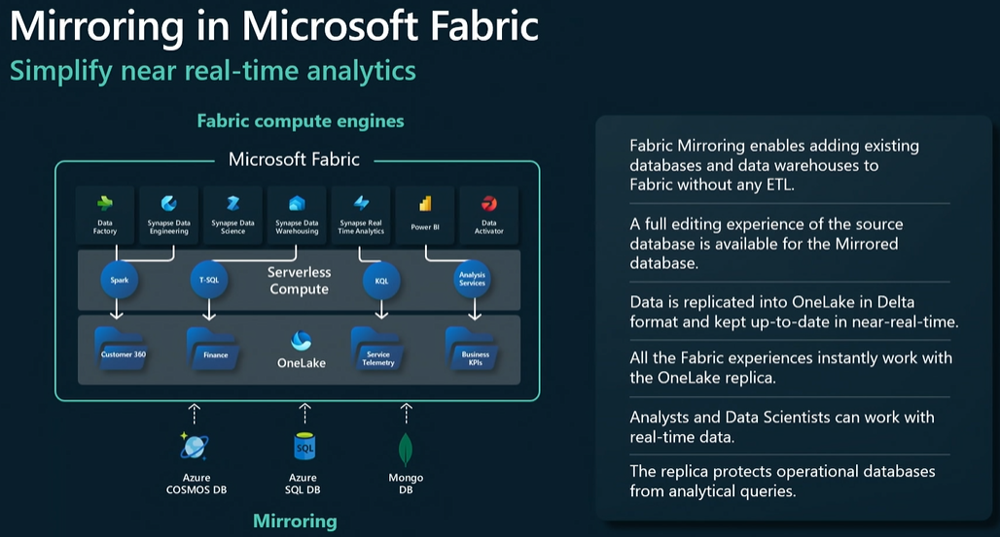 Mirroring in Microsoft Fabric
Simplify near real-time analytics
Fabric compute engines
Microsoft Fabric
Data
Factory
Synapse Data
Engineering
Synapse Data
Science
Synapse Data
Warehousing
Synapse Real
Time Analytics
Power BI
Data
Activator
Spark
T-SQL
Serverless
Compute
KQL
Analysis
Services
Customer 360
Finance
OneLake
Service
Telemetry
Business
KPIs
SQL
Azure
COSMOS DB
Azure
SQL DB
Mongo
DB
Mirroring
Fabric Mirroring enables adding existing
databases and data warehouses to
Fabric without any ETL.
A full editing experience of the source
database is available for the Mirrored
database.
Data is replicated into OneLake in Delta
format and kept up-to-date in near-real-time.
All the Fabric experiences instantly work with
the OneLake replica.
Analysts and Data Scientists can work with
real-time data.
The replica protects operational databases
from analytical queries.